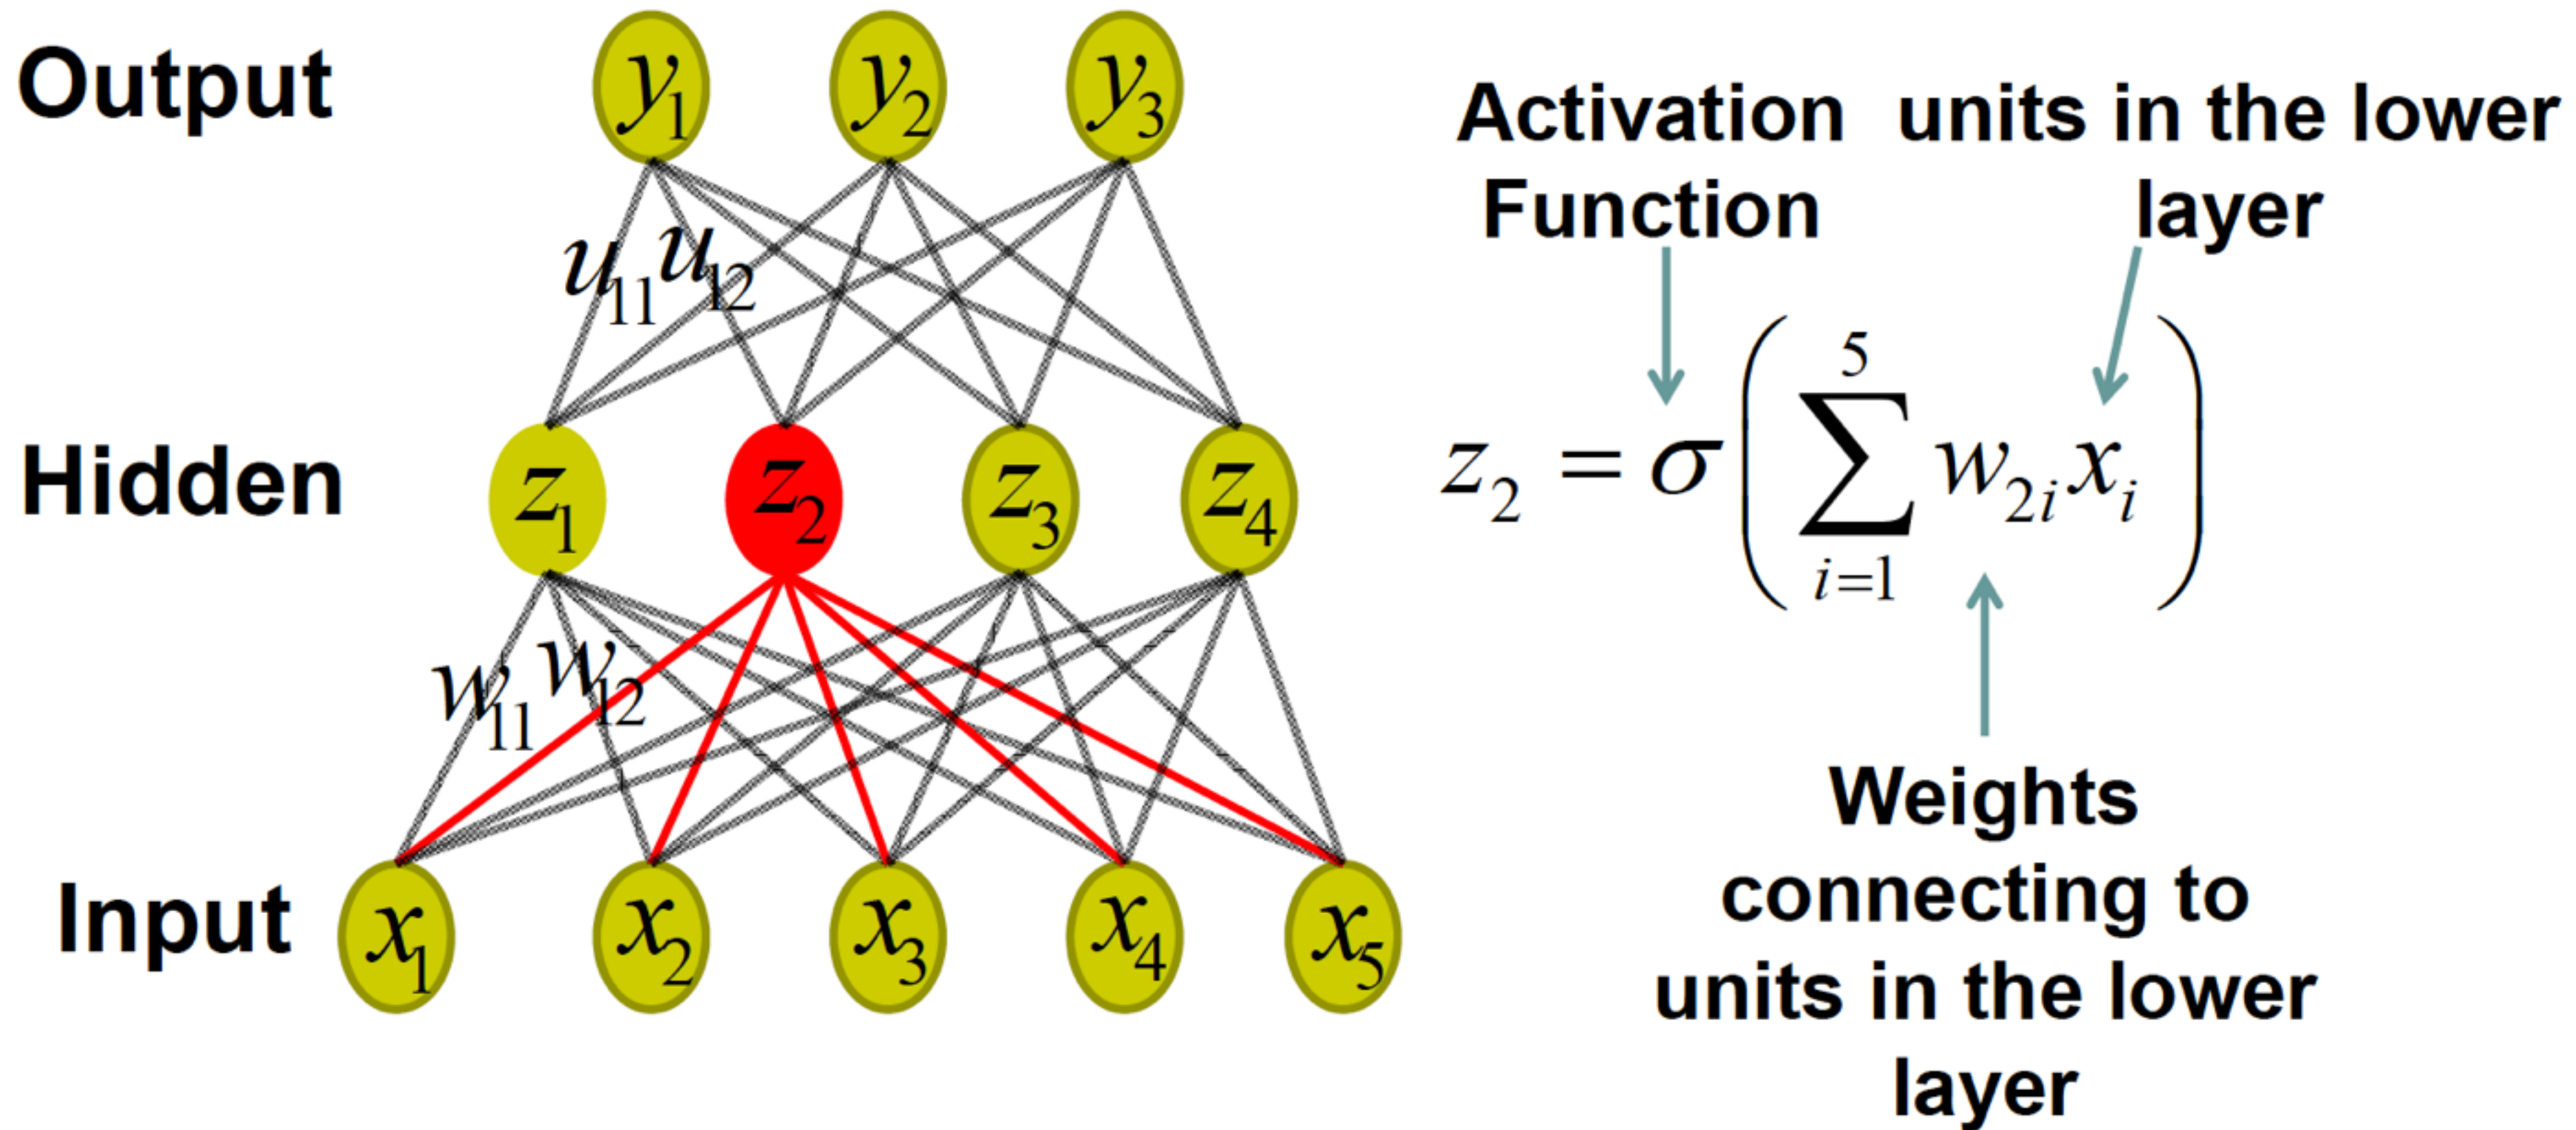 Output
y1 y2 y3
u11 u12
Hidden
z1 z2 z3 z4
w11 w12
Input
x1 x2 x3 x4 x5
Activation
Function
units in the lower
layer
z2 = σ(∑_{i=1}^{5} w2i xi)
Weights
connecting to
units in the lower
layer